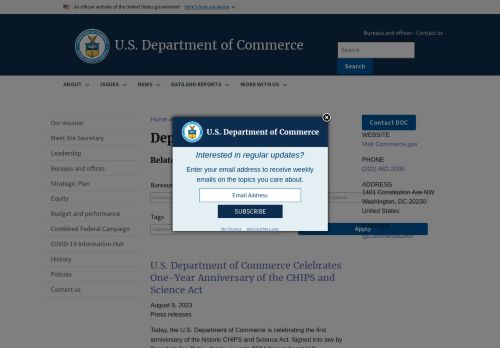 An official website of the United States government Here's how you know
U.S. Department of Commerce
Bureaus and offices - Contact us
Search
Search
ABOUT ISSUES NEWS DATA AND REPORTS WORK WITH US
Our mission
Meet the Secretary
Leadership
Bureaus and offices
Strategic Plan
Equity
Budget and performance
Combined Federal Campaign
COVID-19 Information Hub
History
Policies
Contact us
Home
Dep
Relate
Bureau
Tags
U.S. Department of Commerce
Interested in regular updates?
Enter your email address to receive weekly
emails on the topics you care about.
Email Address
SUBSCRIBE
No Thanks Remind Me Later
Apply
Contact DOC
WEBSITE
Visit Commerce.gov
PHONE
(202) 482-2000
ADDRESS
1401 Constitution Ave NW
Washington, DC 20230
United States
U.S. Department of Commerce Celebrates
One-Year Anniversary of the CHIPS and
Science Act
August 9, 2023
Press releases
Today, the U.S. Department of Commerce is celebrating the first
anniversary of the historic CHIPS and Science Act. Signed into law by